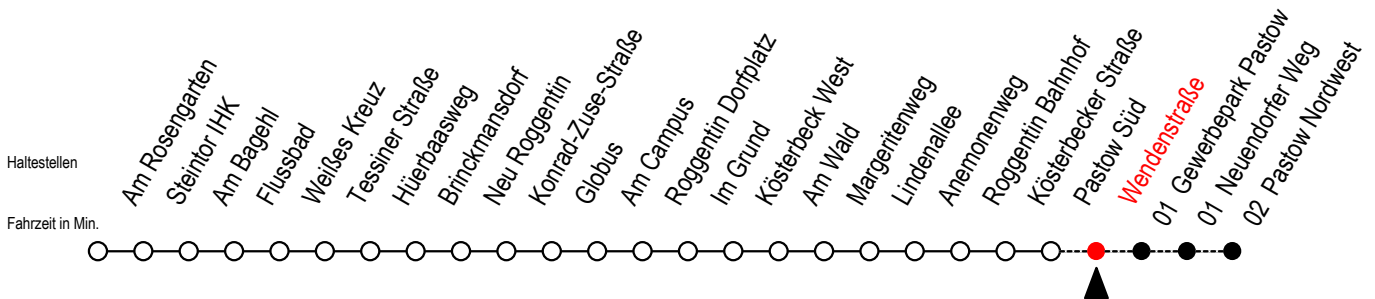 Haltestellen
Am Rosengarten
Steintor IHK
Am Bagehl
Flussbad
Weißes Kreuz
Tessiner Straße
Hüerbaasweg
Brinckmansdorf
Neu Roggentin
Konrad-Zuse-Straße
Globus
Am Campus
Roggentin Dorfplatz
Im Grund
Kösterbeck West
Am Wald
Margeritenweg
Lindenallee
Anemonenweg
Roggentin Bahnhof
Kösterbecker Straße
Pastow Süd
Wendenstraße
01 Gewerbepark Pastow
01 Neuendorfer Weg
02 Pastow Nordwest
Fahrzeit in Min.